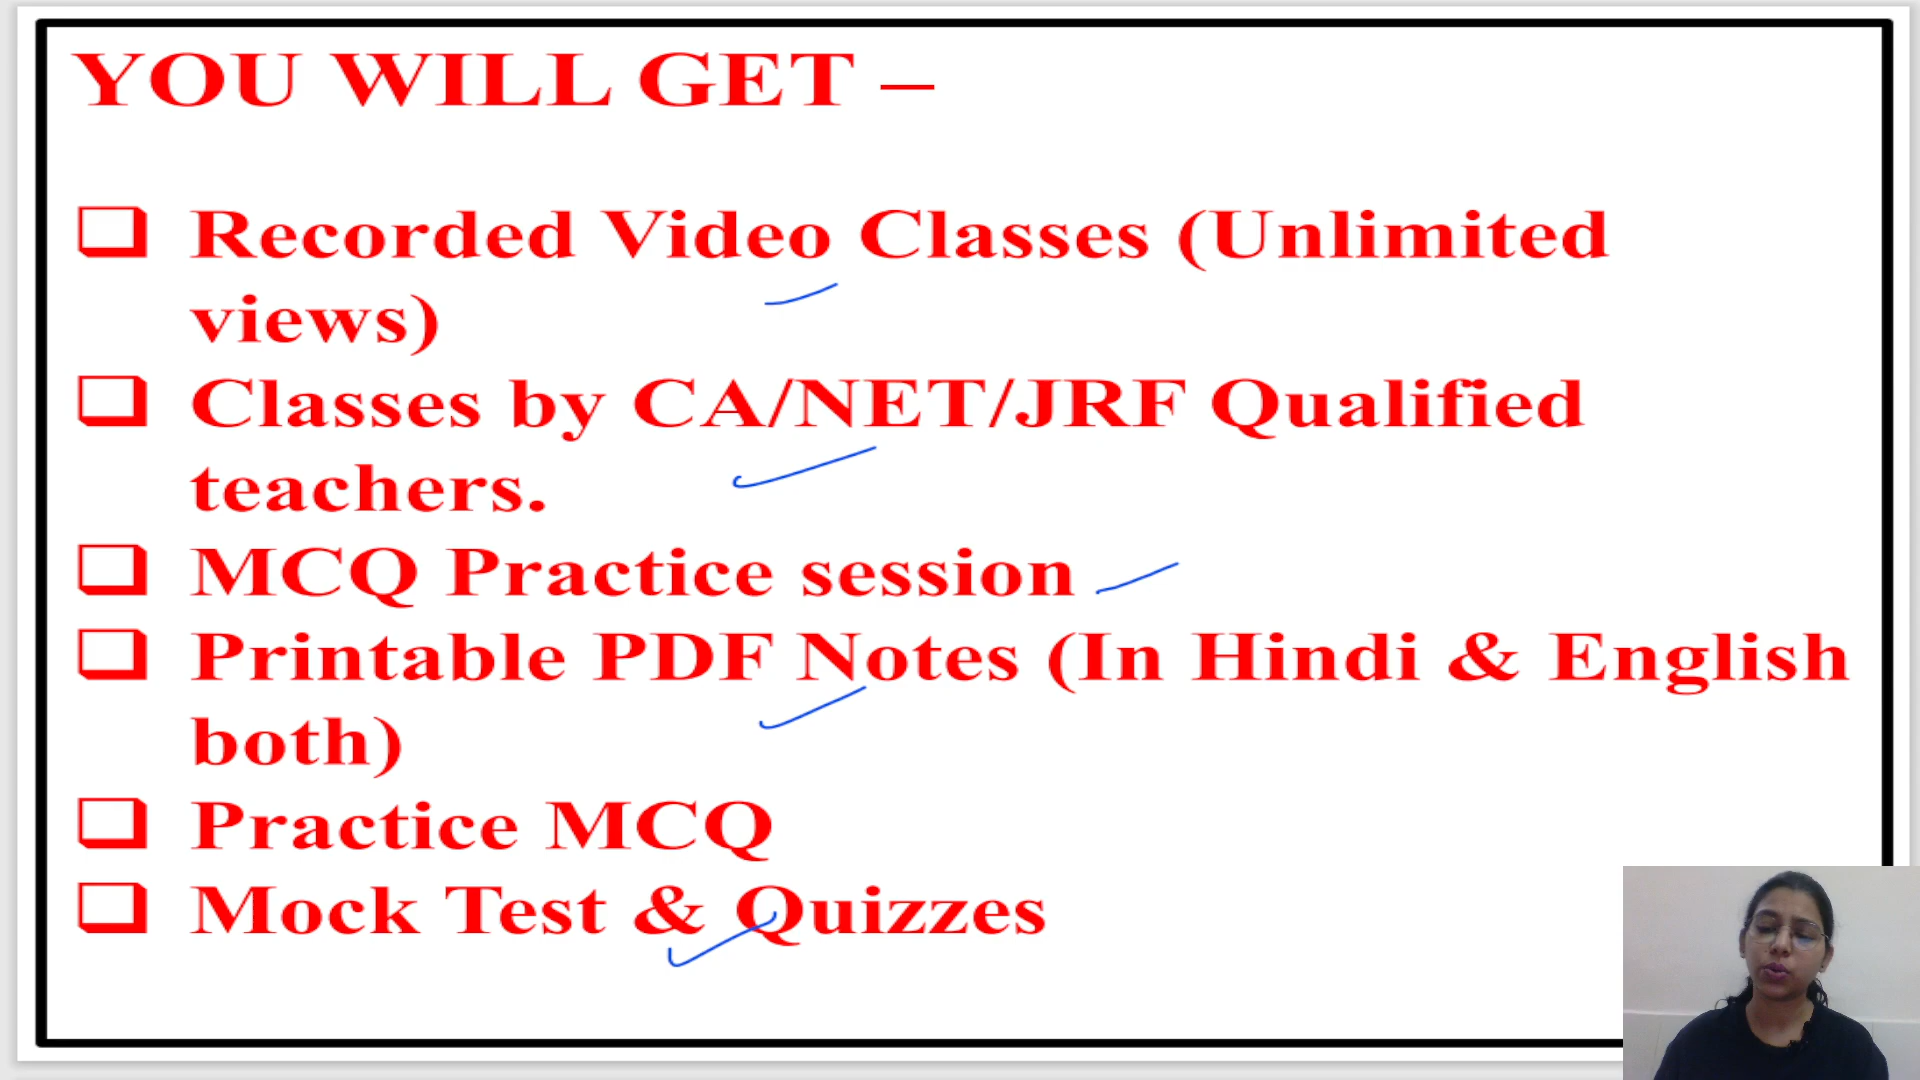 YOU WILL GET –
Recorded Video Classes (Unlimited
views)
Classes by CA/NET/JRF Qualified
teachers.
MCQ Practice session
Printable PDF Notes (In Hindi & English
both)
Practice MCQ
Mock Test & Quizzes